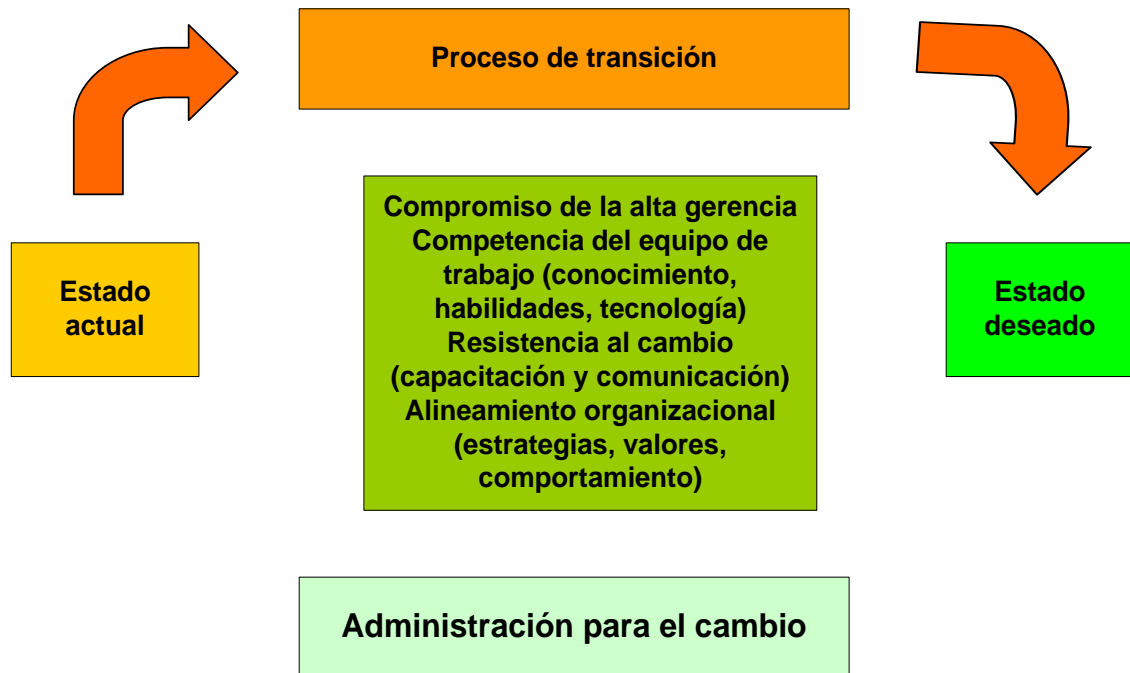 Proceso de transición
Estado
actual
Compromiso de la alta gerencia
Competencia del equipo de
trabajo (conocimiento,
habilidades, tecnología)
Resistencia al cambio
(capacitación y comunicación)
Alineamiento organizacional
(estrategias, valores,
comportamiento)
Estado
deseado
Administración para el cambio